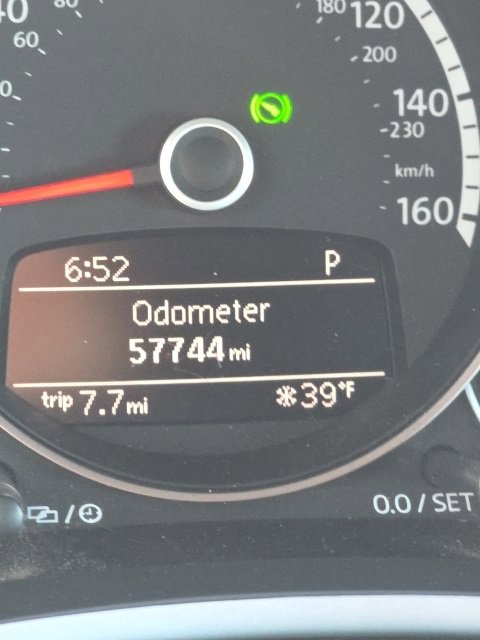 80
180 120
60
200
140
230
km/h
160
6:52 P
Odometer
57744 mi
trip 7.7 mi ❄39°F
0.0 / SET